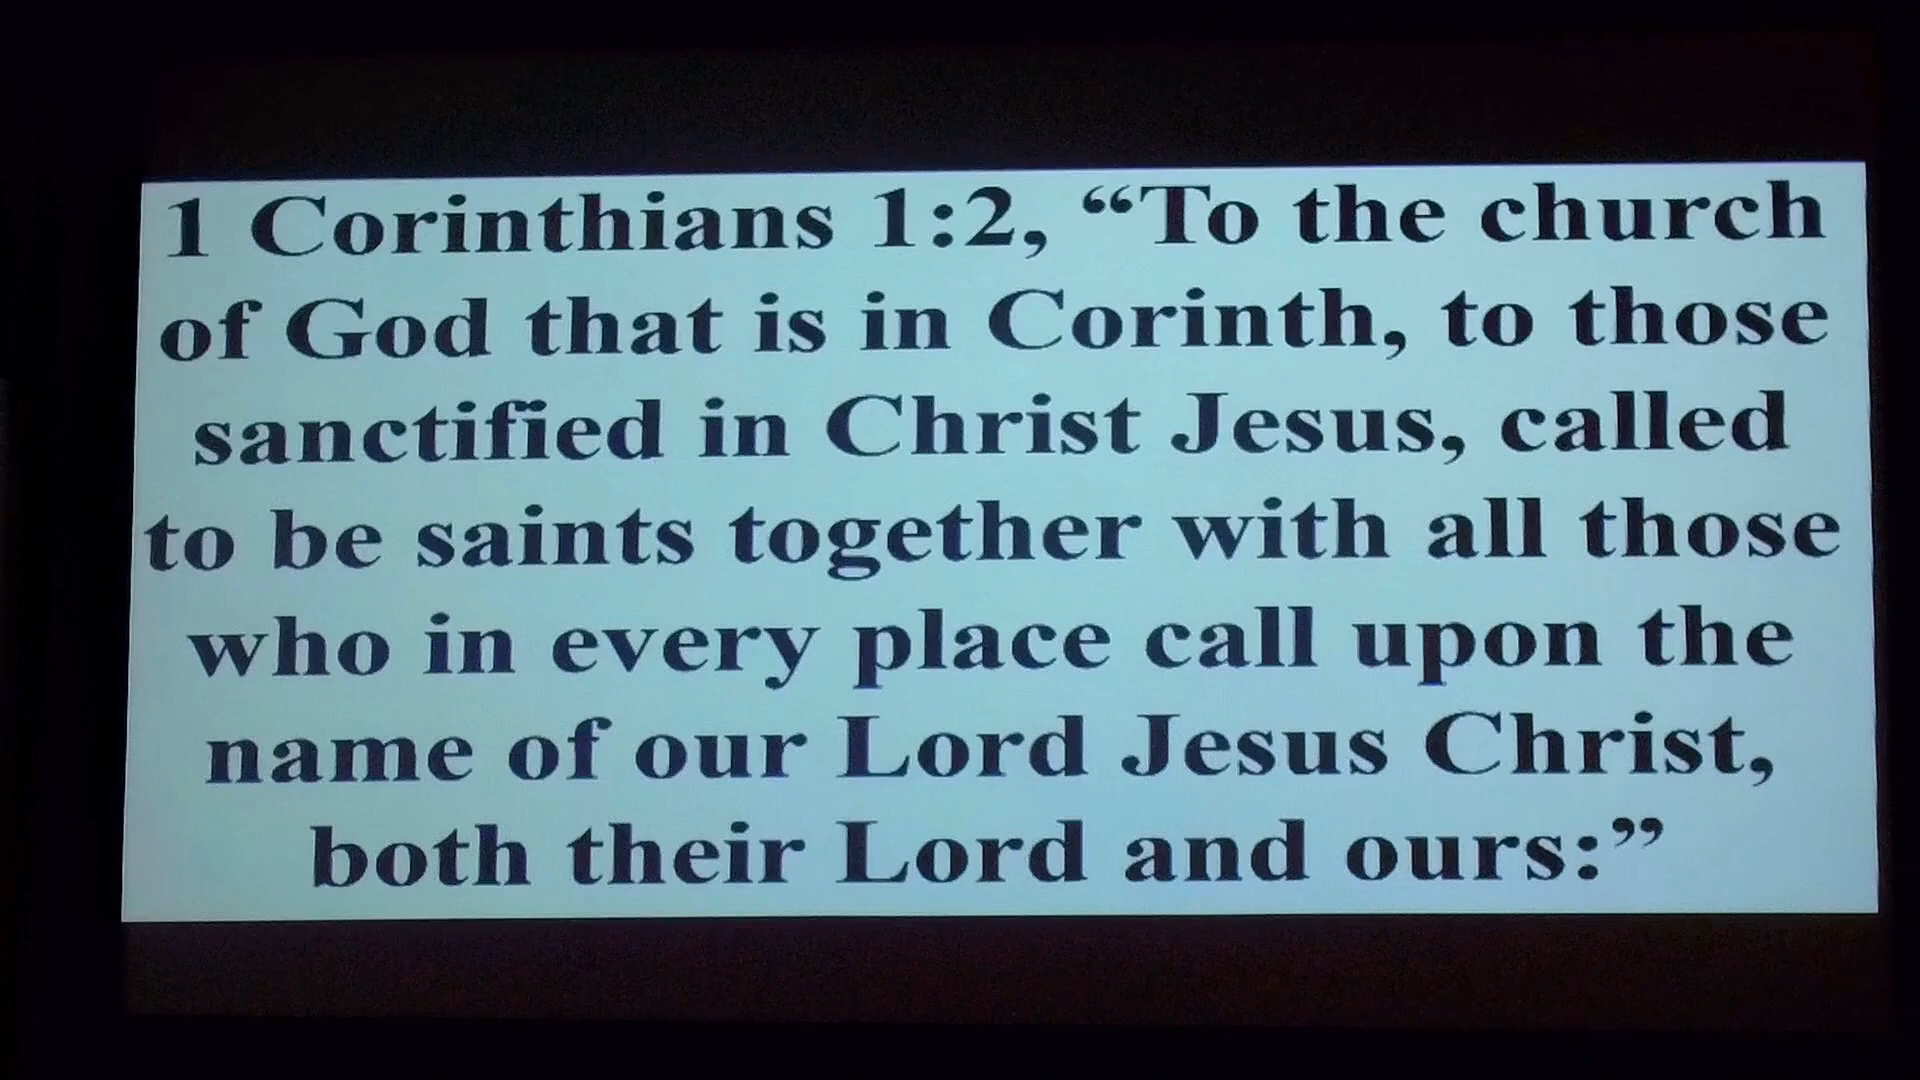 1 Corinthians 1:2, “To the church
of God that is in Corinth, to those
sanctified in Christ Jesus, called
to be saints together with all those
who in every place call upon the
name of our Lord Jesus Christ,
both their Lord and ours:”